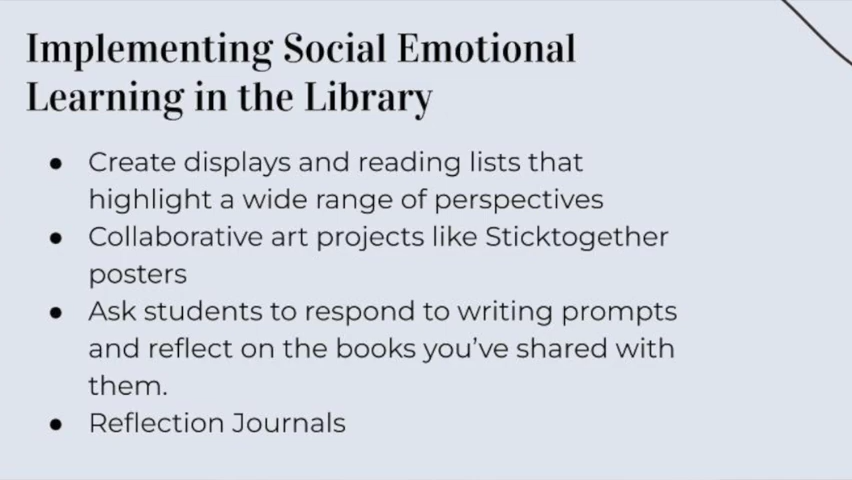 Implementing Social Emotional
Learning in the Library
● Create displays and reading lists that
highlight a wide range of perspectives
● Collaborative art projects like Sticktogether
posters
● Ask students to respond to writing prompts
and reflect on the books you’ve shared with
them.
● Reflection Journals